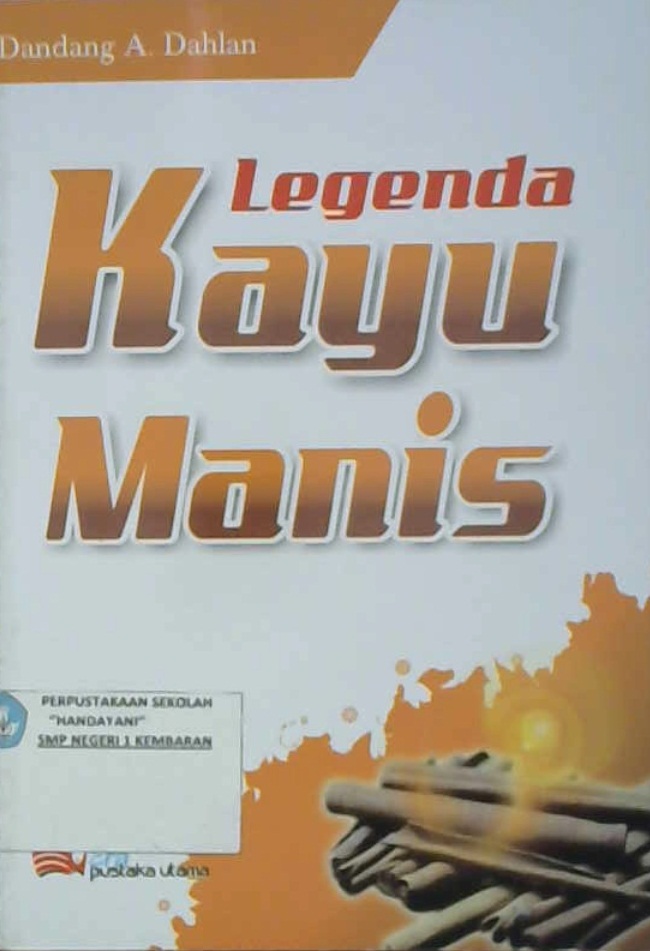 Dandang A. Dahlan
Legenda
Kayu
Manis
PERPUSTAKAAN SEKOLAH
"HANDAYANI"
SMP NEGERI 1 KEMBARAN
pustaka utama